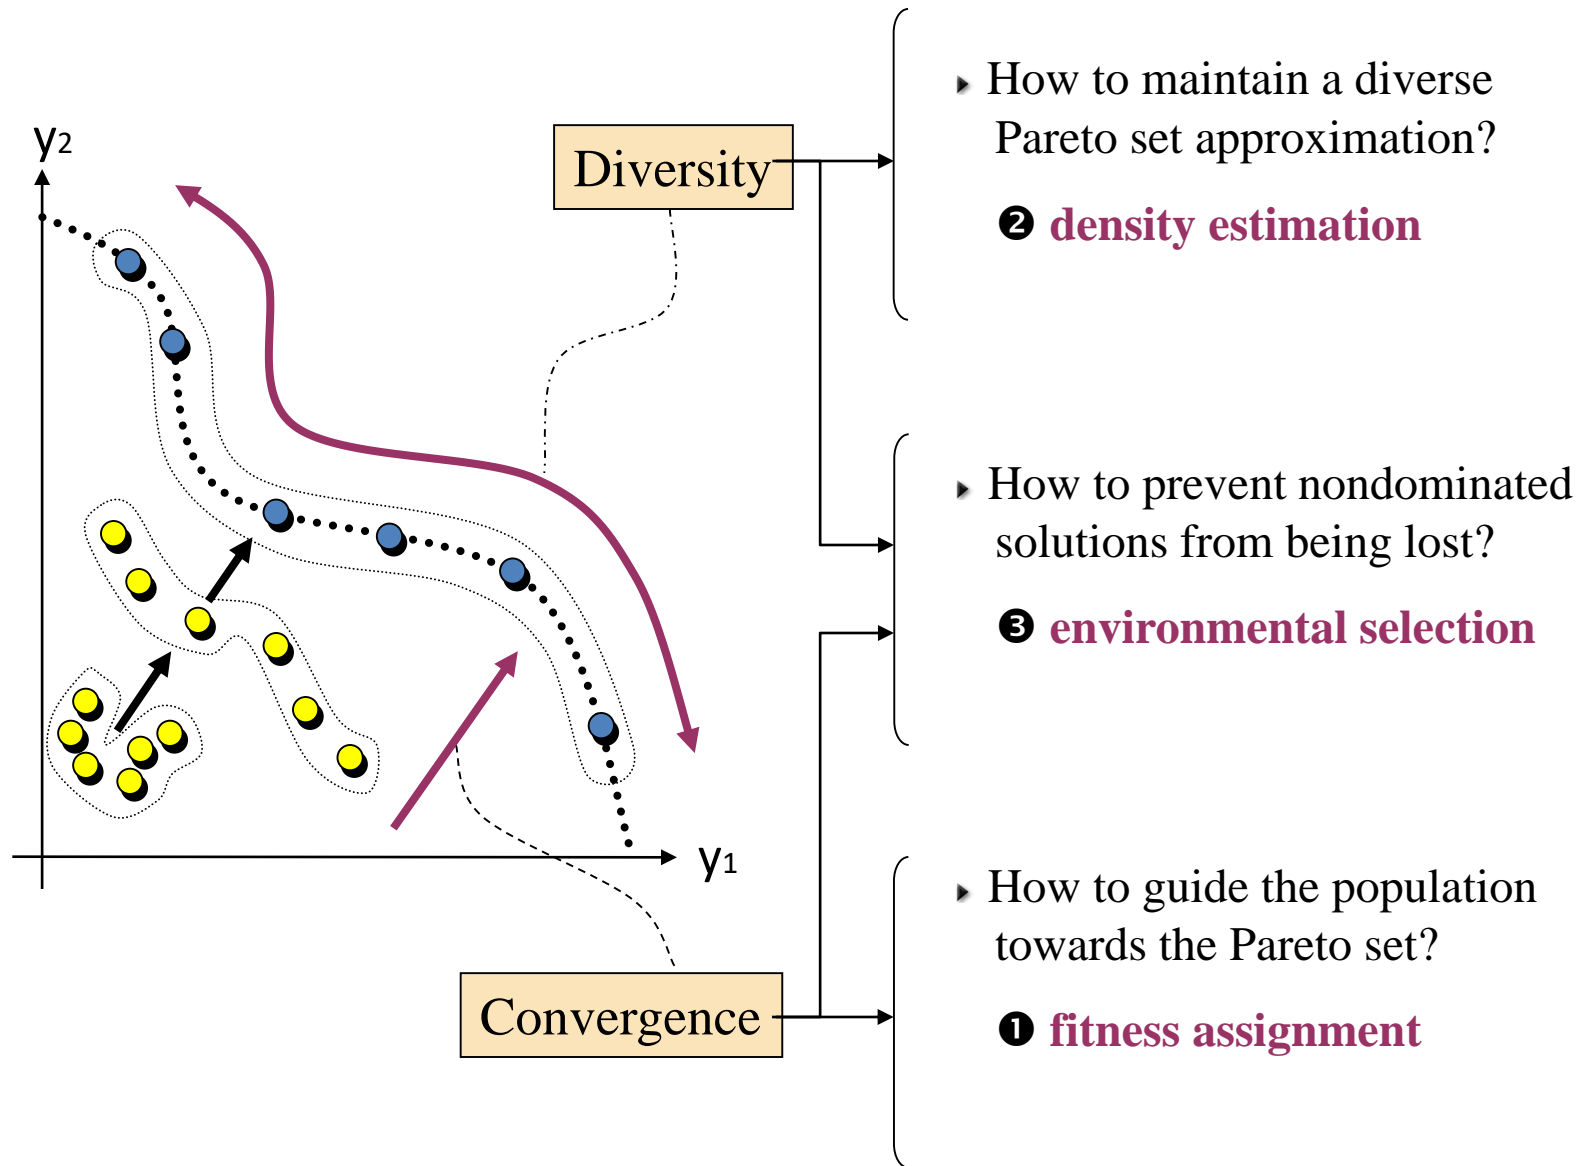 y2
y1
Diversity
Convergence
How to maintain a diverse
Pareto set approximation?
❷ density estimation
How to prevent nondominated
solutions from being lost?
❸ environmental selection
How to guide the population
towards the Pareto set?
❶ fitness assignment